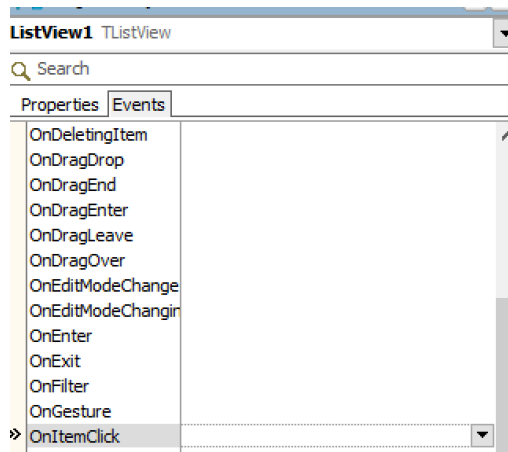 ListView1 TListView
Search
Properties Events
OnDeletingItem
OnDragDrop
OnDragEnd
OnDragEnter
OnDragLeave
OnDragOver
OnEditModeChange
OnEditModeChangin
OnEnter
OnExit
OnFilter
OnGesture
OnItemClick